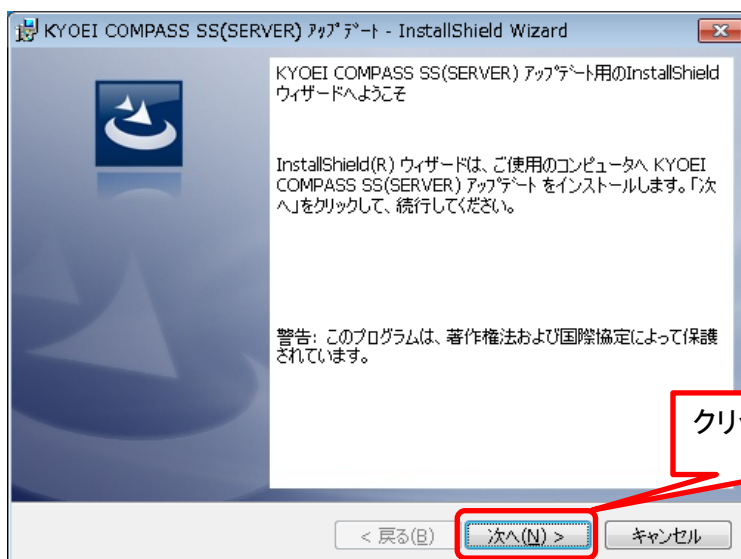 KYOEI COMPASS SS(SERVER) ｱｯﾌﾟﾃﾞｰﾄ - InstallShield Wizard
KYOEI COMPASS SS(SERVER) ｱｯﾌﾟﾃﾞｰﾄ用のInstallShield
ウィザードへようこそ
InstallShield(R) ウィザードは、ご使用のコンピュータへ KYOEI
COMPASS SS(SERVER) ｱｯﾌﾟﾃﾞｰﾄ をインストールします。「次
へ」をクリックして、続行してください。
警告: このプログラムは、著作権法および国際協定によって保護
されています。
クリ
< 戻る(B)
次へ(N) >
キャンセル